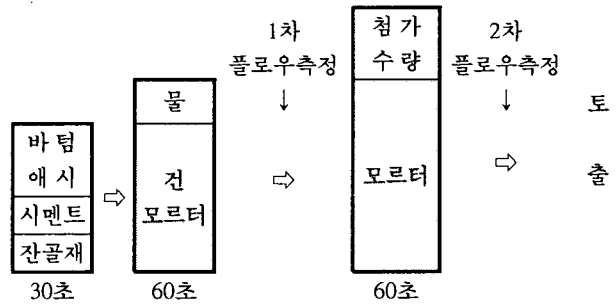 바 텀
애 시
시멘트
잔골재
30초
물
건
모르터
60초
1차
플로우측정
↓
첨 가
수 량
모르터
60초
2차
플로우측정
↓
토
출